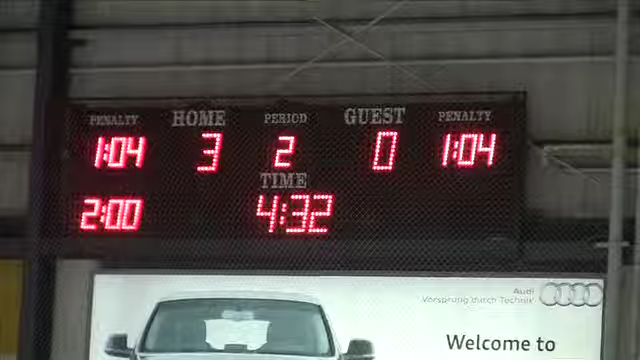 PENALTY HOME PERIOD GUEST PENALTY
1:04 3 2 0 1:04
TIME
2:00 4:32
Audi
Vorsprung durch Technik
Welcome to